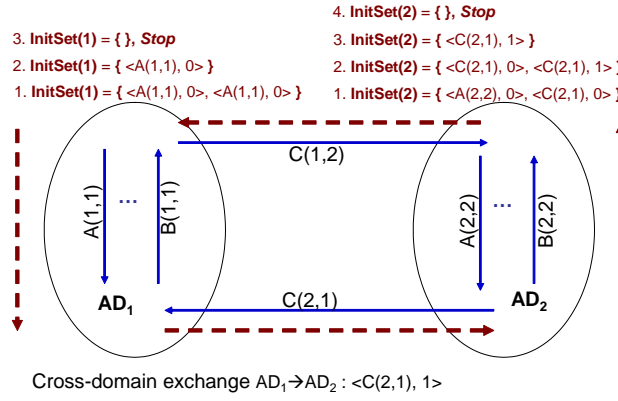 4. InitSet(2) = { }, Stop
3. InitSet(1) = { }, Stop
3. InitSet(2) = { <C(2,1), 1> }
2. InitSet(1) = { <A(1,1), 0> }
2. InitSet(2) = { <C(2,1), 0>, <C(2,1), 1> }
1. InitSet(1) = { <A(1,1), 0>, <A(1,1), 0> }
1. InitSet(2) = { <A(2,2), 0>, <C(2,1), 0> }
C(1,2)
A(1,1)
...
B(1,1)
A(2,2)
...
B(2,2)
AD1
C(2,1)
AD2
Cross-domain exchange AD1→AD2 : <C(2,1), 1>